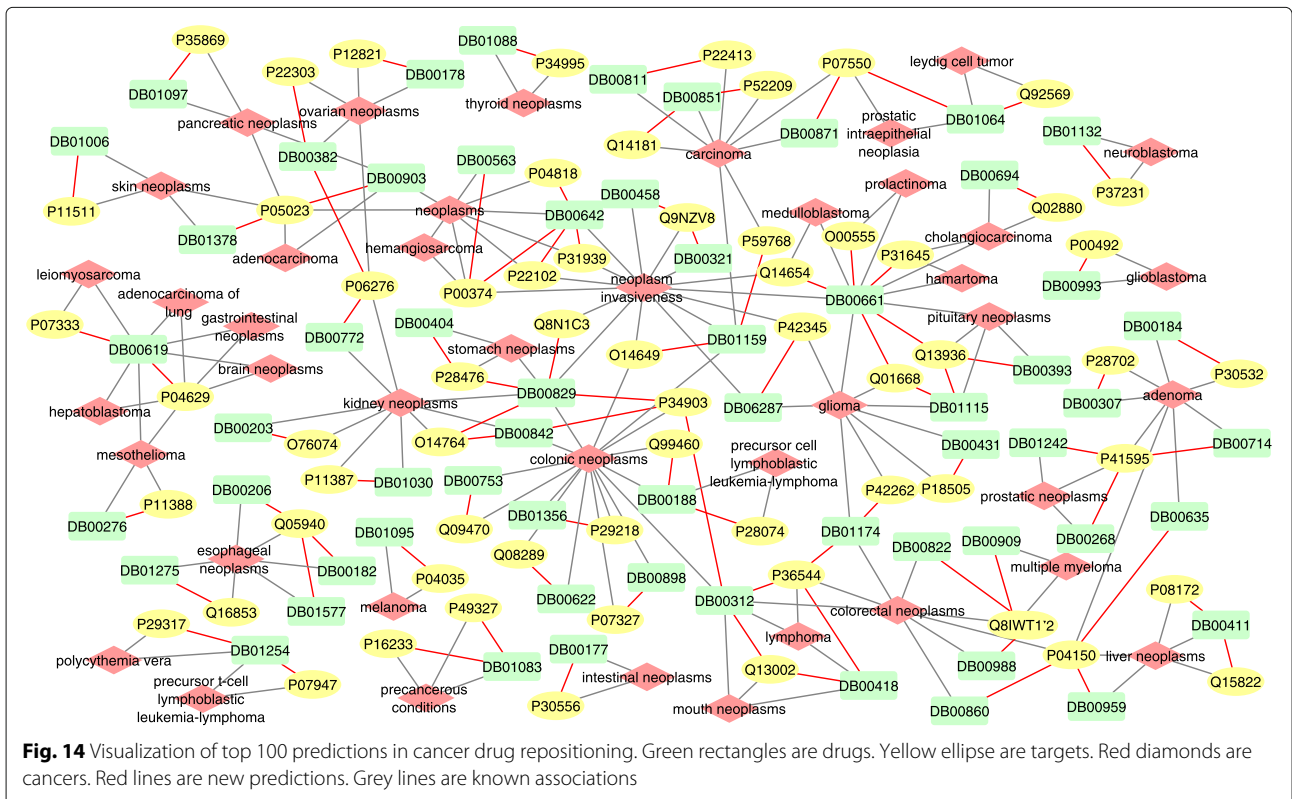 P35869
DB01088
P12821
P22413
P34995
P07550
leydig cell tumor
P22303
DB00178
DB00811
P52209
DB01097
DB00851
Q92569
thyroid neoplasms
ovarian neoplasms
pancreatic neoplasms
prostatic
intraepithelial
neoplasia
DB01064
DB01132
DB00871
DB01006
Q14181
carcinoma
neuroblastoma
DB00382
DB00563
P04818
DB00903
DB00694
prolactinoma
skin neoplasms
P37231
DB00458
P11511
P05023
neoplasms
DB00642
Q9NZV8
medulloblastoma
Q02880
DB01378
hemangiosarcoma
P59768
O00555
cholangiocarcinoma
P00492
adenocarcinoma
P31939
DB00321
P31645
leiomyosarcoma
P22102
Q14654
hamartoma
glioblastoma
P06276
P00374
neoplasm
invasiveness
DB00661
DB00993
adenocarcinoma of
lung
gastrointestinal
neoplasms
pituitary neoplasms
P07333
DB00404
Q8N1C3
P42345
DB00184
DB00772
DB01159
DB00619
stomach neoplasms
O14649
Q13936
P28702
brain neoplasms
P28476
Q01668
DB00393
P30532
P04629
DB00829
adenoma
hepatoblastoma
kidney neoplasms
P34903
DB06287
glioma
DB01115
DB00307
DB00203
O76074
O14764
DB00842
Q99460
precursor cell
lymphoblastic
leukemia-lymphoma
DB00431
DB01242
DB00714
mesothelioma
colonic neoplasms
P41595
P11387
DB01030
DB00753
P42262
P18505
prostatic neoplasms
DB00206
DB00188
P11388
DB00276
Q05940
DB01095
Q09470
DB01356
P29218
P28074
DB01174
DB00268
DB00635
esophageal
neoplasms
DB00822
DB00909
Q08289
DB01275
DB00182
P04035
DB00898
P36544
multiple myeloma
P08172
Q16853
DB01577
melanoma
P49327
DB00622
DB00312
colorectal neoplasms
P29317
P07327
Q8IWT1'2
DB00411
P16233
lymphoma
DB01254
DB00177
polycythemia vera
DB01083
DB00988
P04150
liver neoplasms
precursor t-cell
lymphoblastic
leukemia-lymphoma
P07947
intestinal neoplasms
Q13002
DB00418
Q15822
precancerous
conditions
P30556
mouth neoplasms
DB00860
DB00959
Fig. 14 Visualization of top 100 predictions in cancer drug repositioning. Green rectangles are drugs. Yellow ellipse are targets. Red diamonds are
cancers. Red lines are new predictions. Grey lines are known associations